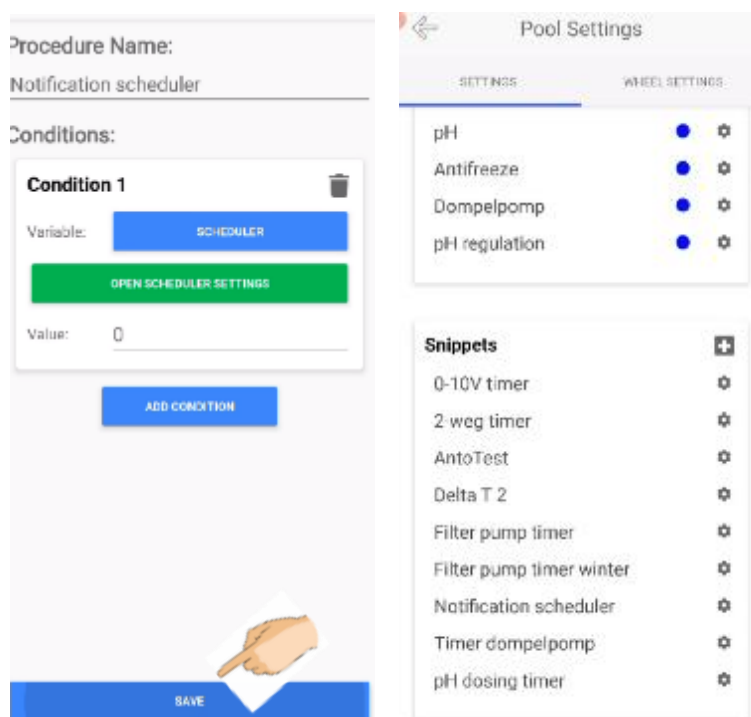 Procedure Name:
Notification scheduler
Conditions:
Condition 1
Variable: SCHEDULER
OPEN SCHEDULER SETTINGS
Value: 0
ADD CONDITION
SAVE
Pool Settings
SETTINGS WHEEL SETTINGS
pH
Antifreeze
Dompelpomp
pH regulation
Snippets
0-10V timer
2-weg timer
AntoTest
Delta T 2
Filter pump timer
Filter pump timer winter
Notification scheduler
Timer dompelpomp
pH dosing timer